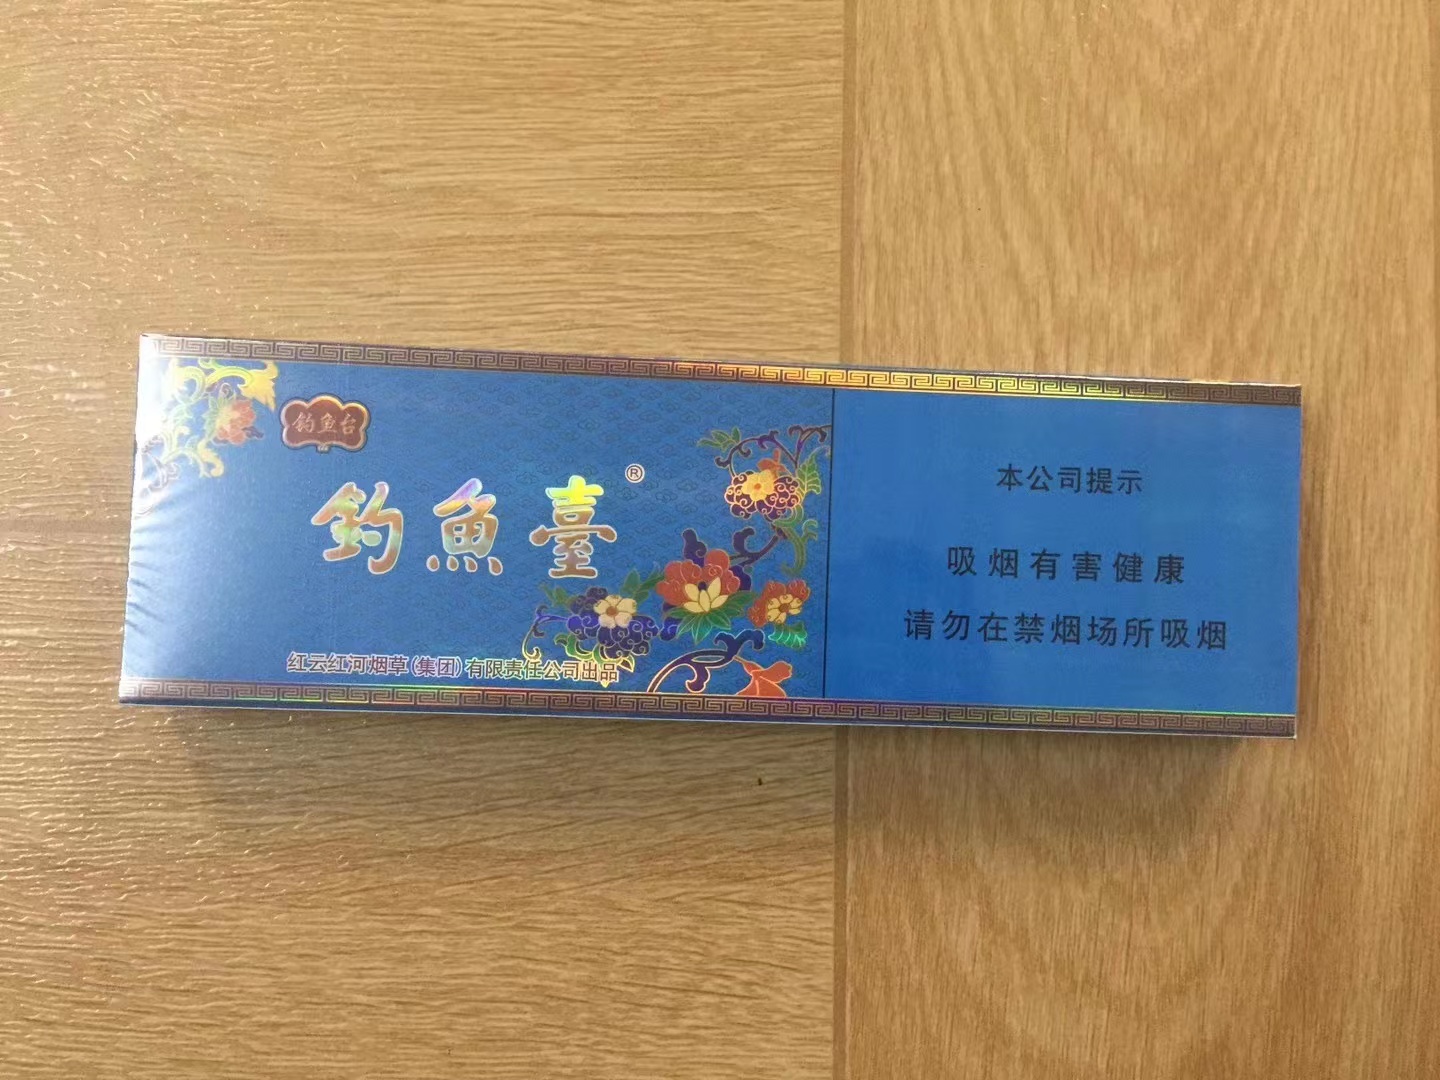 钓鱼台
钓魚臺®
红云红河烟草(集团)有限责任公司出品
本公司提示
吸烟有害健康
请勿在禁烟场所吸烟